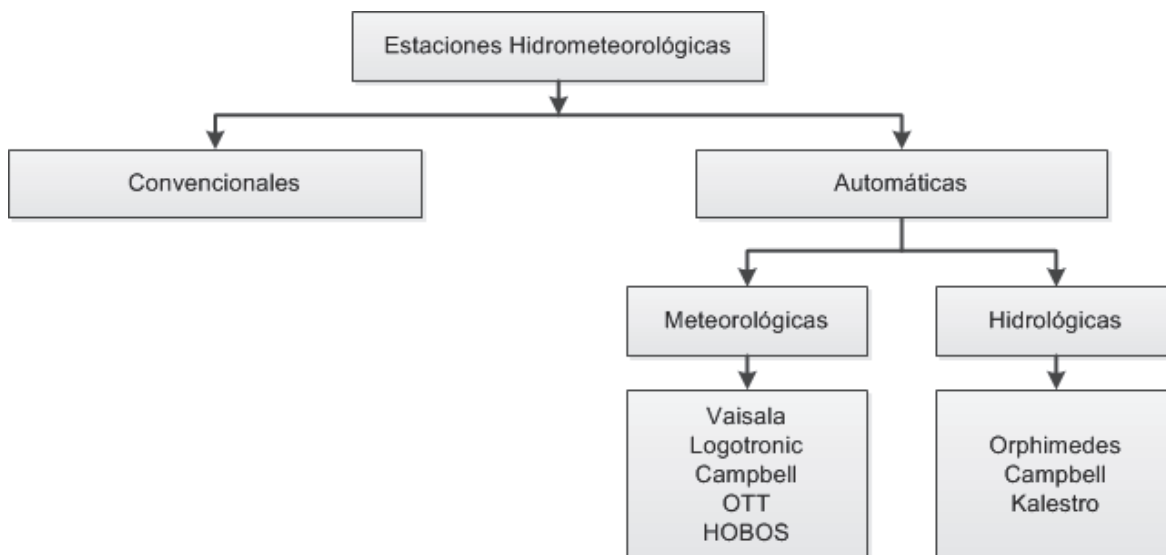 Estaciones Hidrometeorológicas
Convencionales
Automáticas
Meteorológicas
Hidrológicas
Vaisala
Logotronic
Campbell
OTT
HOBOS
Orphimedes
Campbell
Kalestro